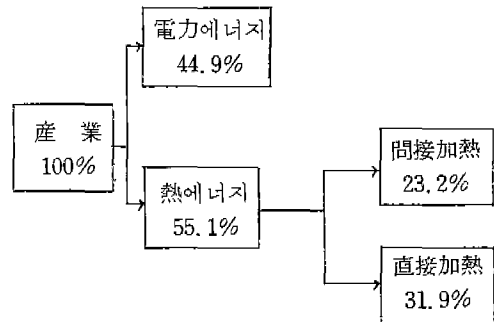 電力에너지
44.9%
産 業
100%
熱에너지
55.1%
間接加熱
23.2%
直接加熱
31.9%